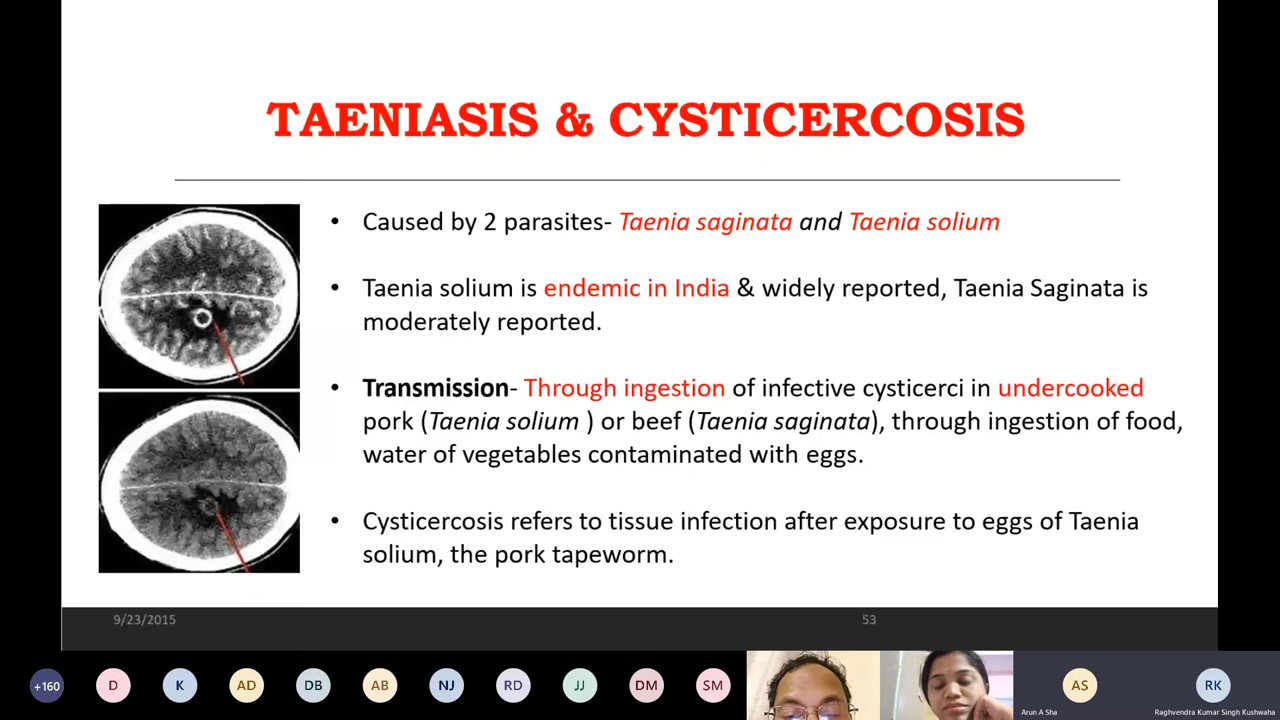 TAENIASIS & CYSTICERCOSIS
• Caused by 2 parasites- Taenia saginata and Taenia solium
• Taenia solium is endemic in India & widely reported, Taenia Saginata is
moderately reported.
• Transmission- Through ingestion of infective cysticerci in undercooked
pork (Taenia solium ) or beef (Taenia saginata), through ingestion of food,
water of vegetables contaminated with eggs.
• Cysticercosis refers to tissue infection after exposure to eggs of Taenia
solium, the pork tapeworm.
9/23/2015 53
+160 D K AD DB AB NJ RD JJ DM SM AS RK
Arun A Sha Raghvendra Kumar Singh Kushwaha